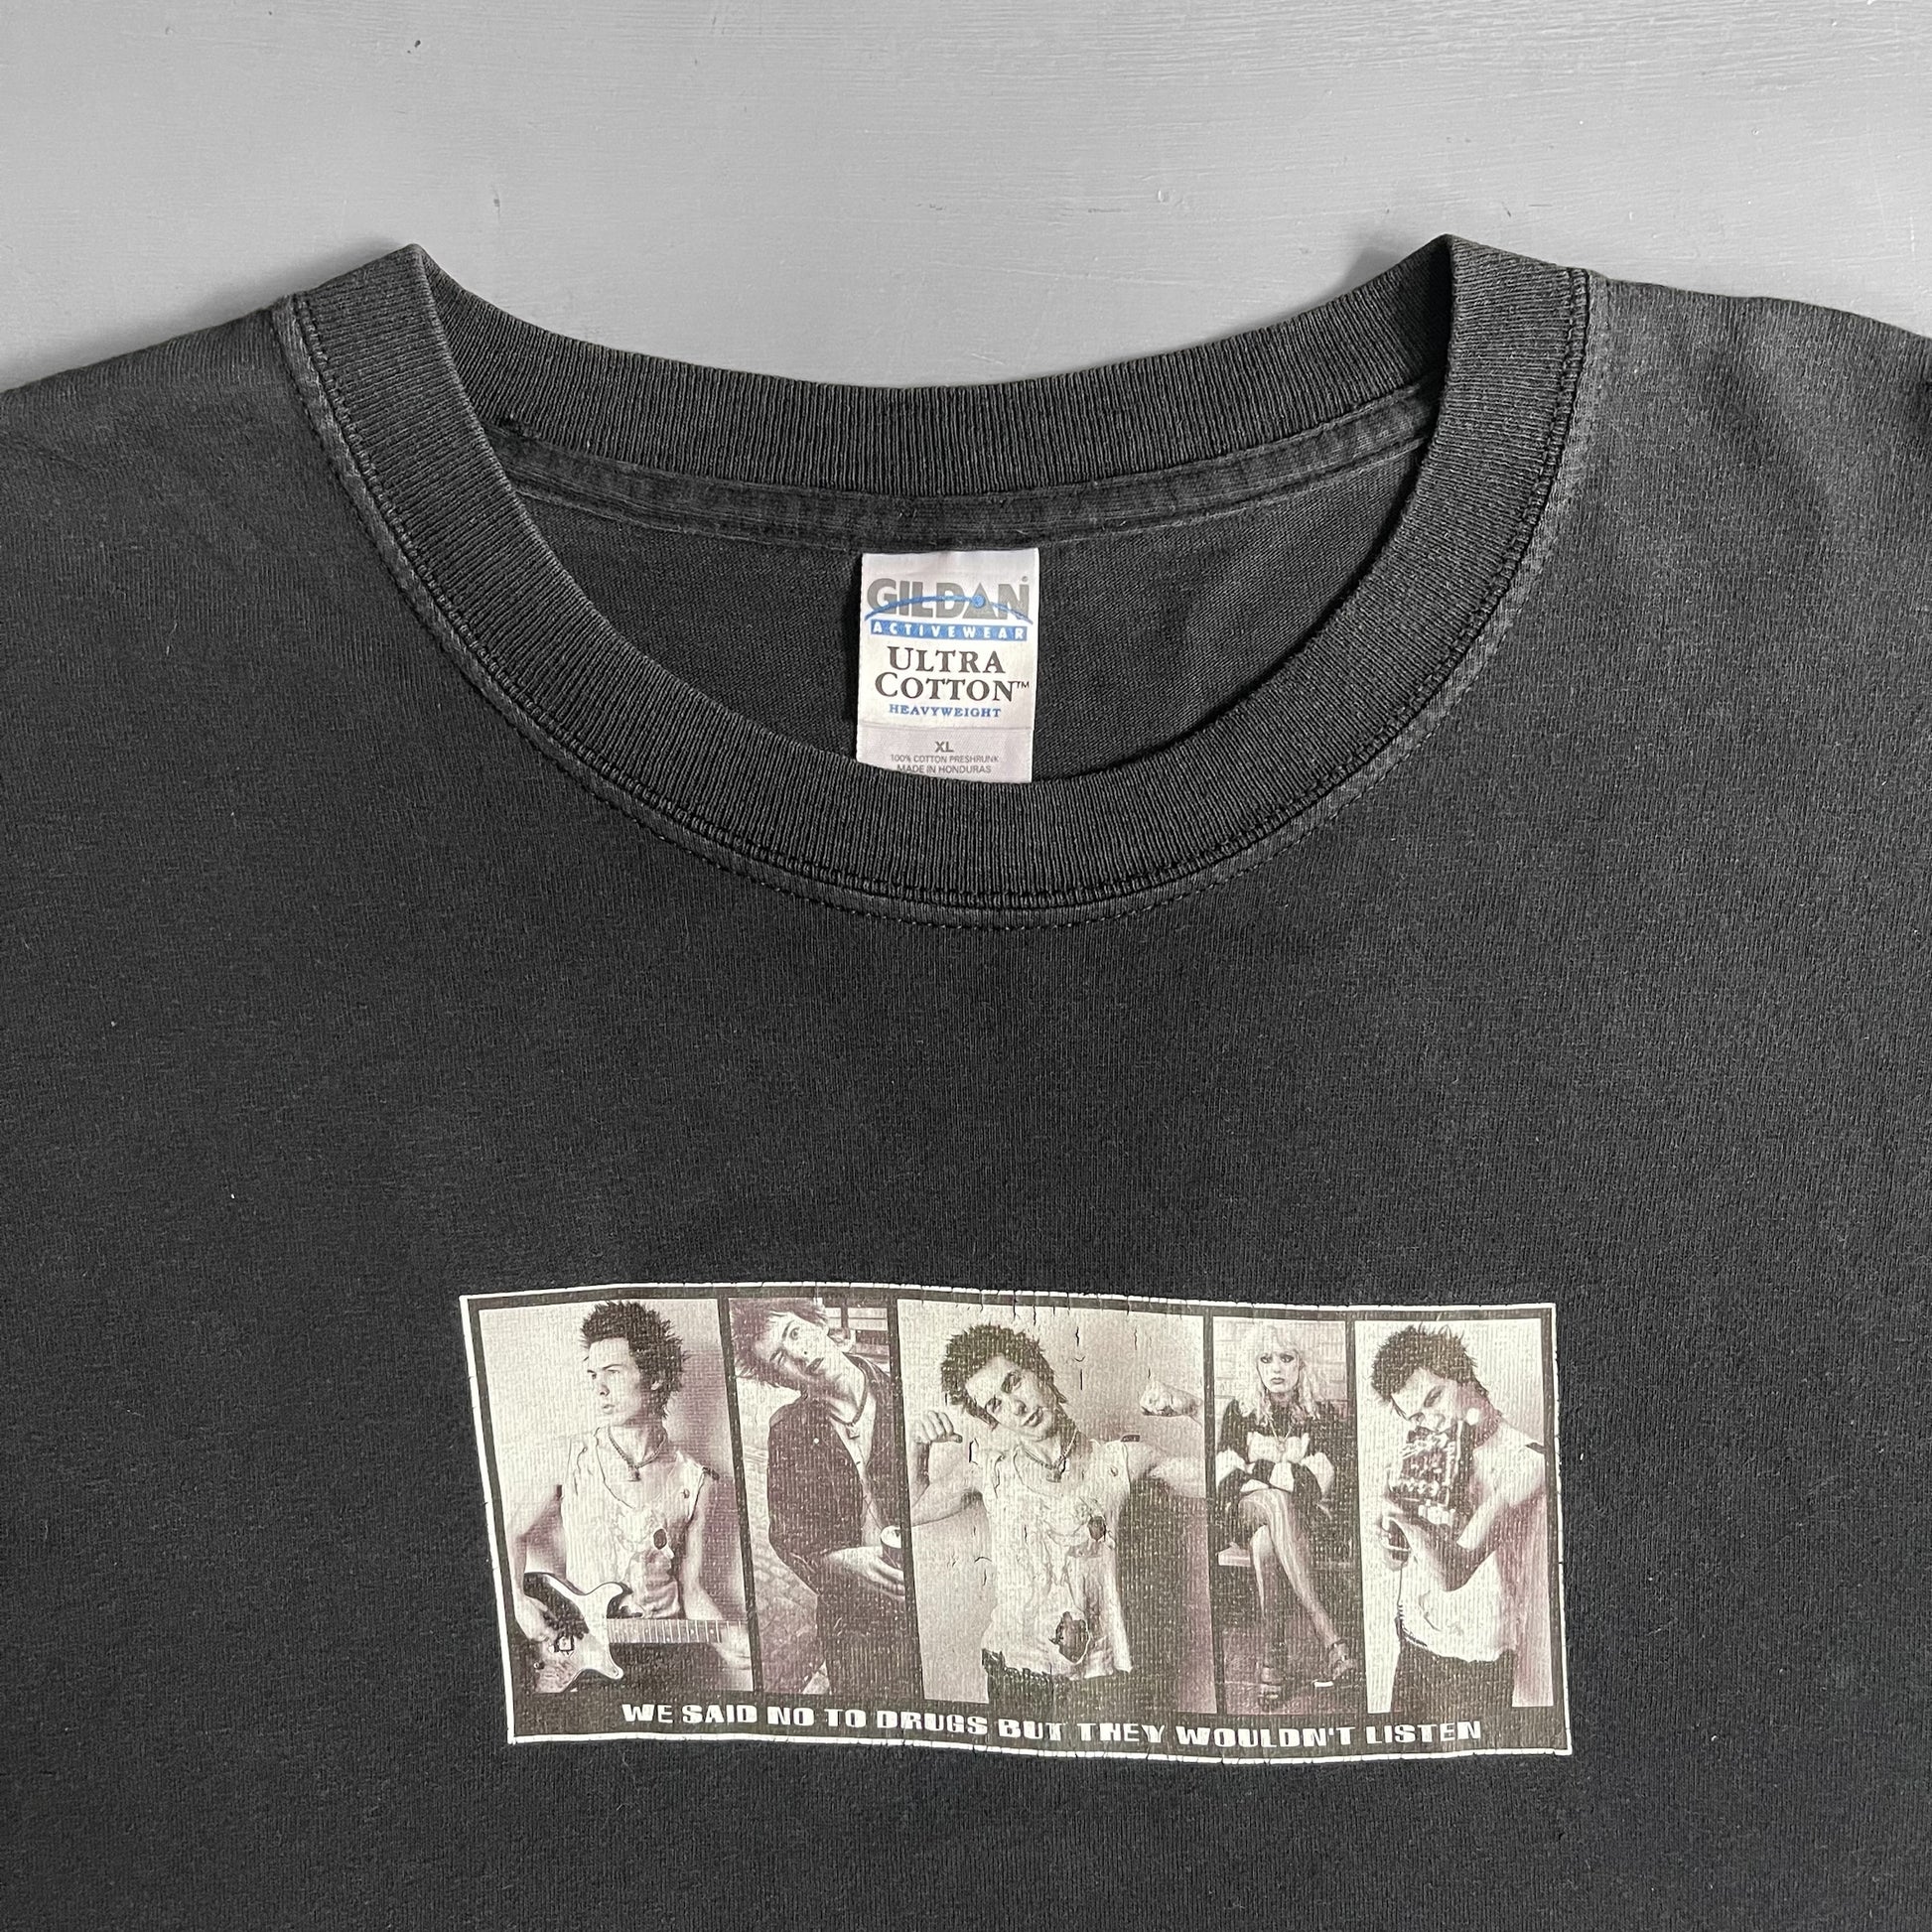 GILDAN®
ACTIVEWEAR
ULTRA
COTTON™
HEAVYWEIGHT
XL
100% COTTON PRESHRUNK
MADE IN HONDURAS
WE SAID NO TO DRUGS BUT THEY WOULDN'T LISTEN